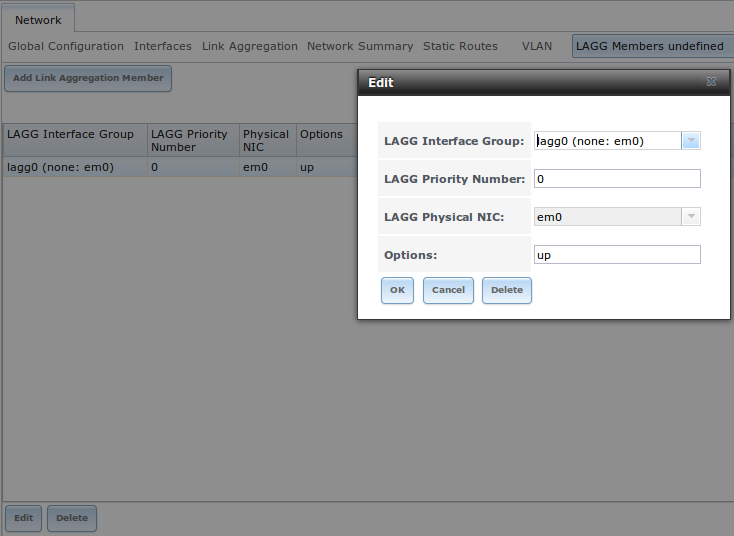 Network
Global Configuration Interfaces Link Aggregation Network Summary Static Routes VLAN LAGG Members undefined
Add Link Aggregation Member
LAGG Interface Group LAGG Priority Number Physical NIC Options
lagg0 (none: em0) 0 em0 up
Edit
LAGG Interface Group: lagg0 (none: em0)
LAGG Priority Number: 0
LAGG Physical NIC: em0
Options: up
OK Cancel Delete
Edit Delete